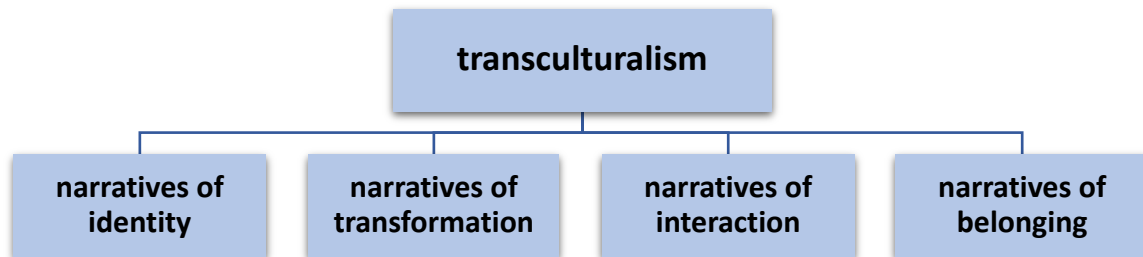 transculturalism
narratives of
identity
narratives of
transformation
narratives of
interaction
narratives of
belonging